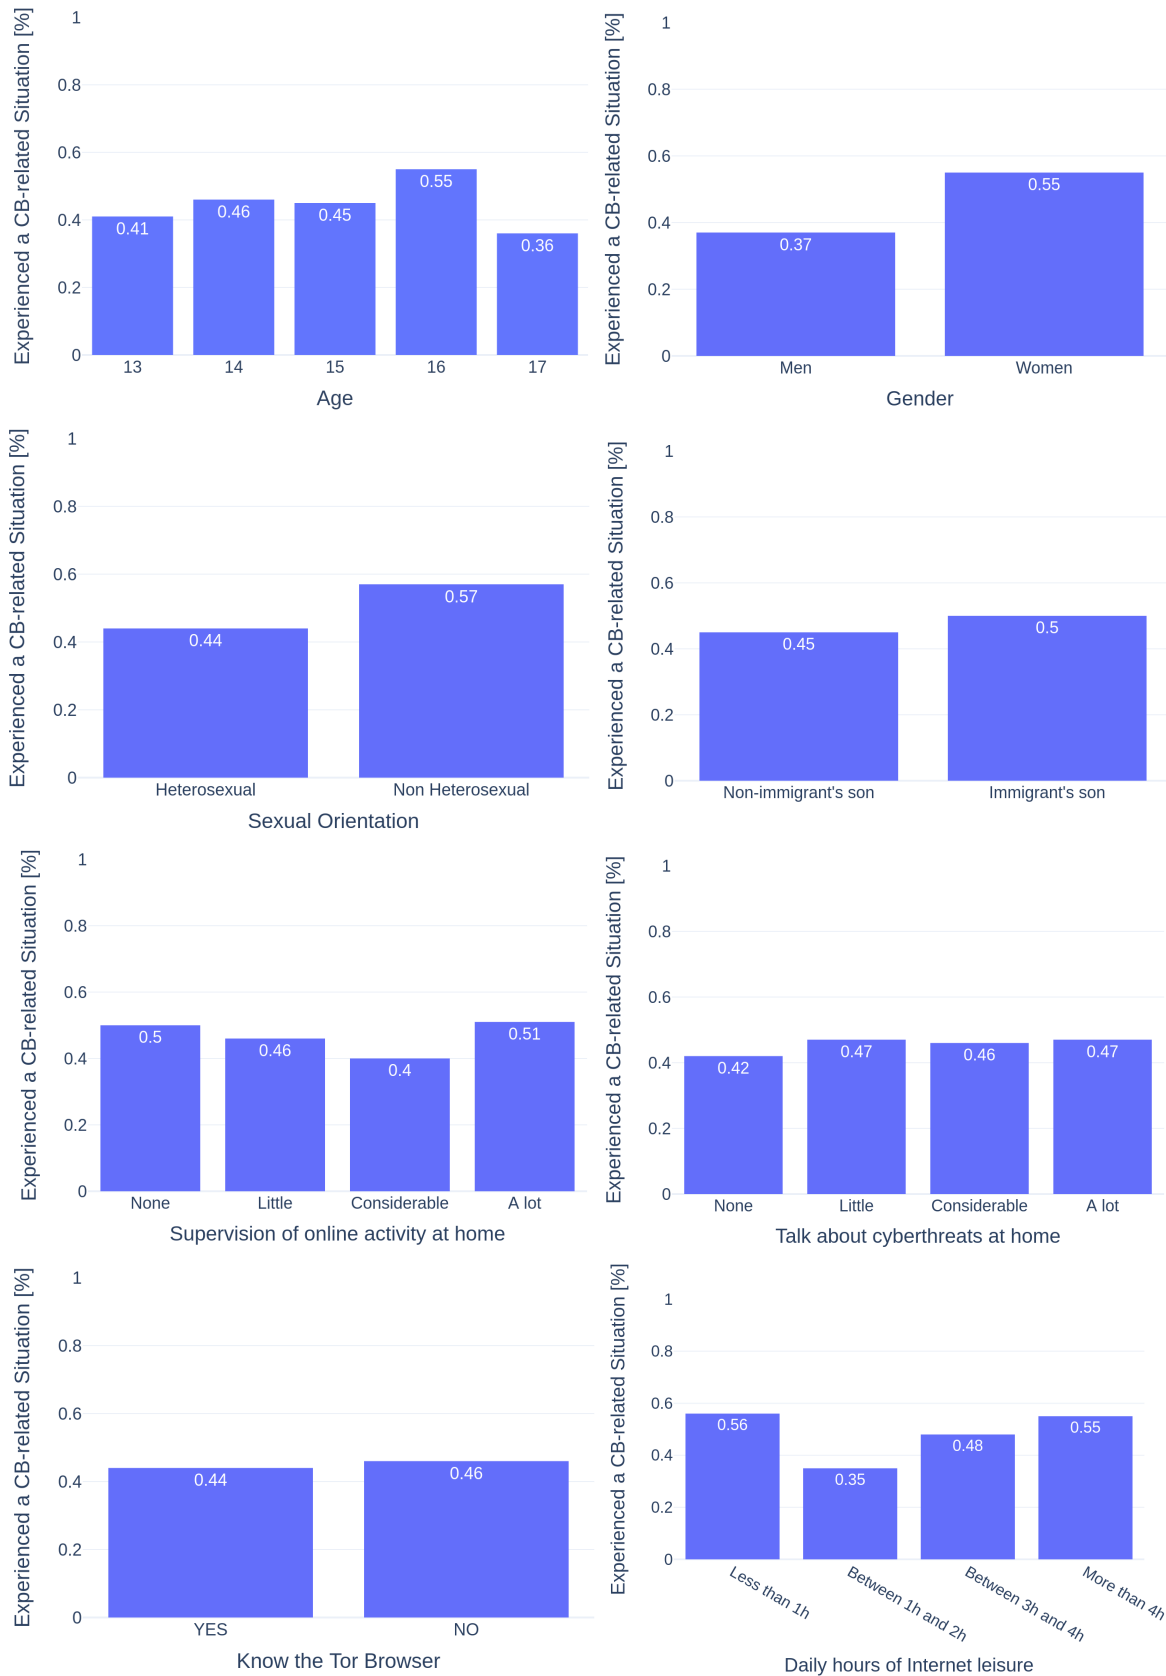 Experienced a CB-related Situation [%]
1
0.8
0.6
0.4
0.2
0
0.41
0.46
0.45
0.55
0.36
13
14
15
16
17
Age
Experienced a CB-related Situation [%]
1
0.8
0.6
0.4
0.2
0
0.37
0.55
Men
Women
Gender
Experienced a CB-related Situation [%]
1
0.8
0.6
0.4
0.2
0
0.44
0.57
Heterosexual
Non Heterosexual
Sexual Orientation
Experienced a CB-related Situation [%]
1
0.8
0.6
0.4
0.2
0
0.45
0.5
Non-immigrant's son
Immigrant's son
Experienced a CB-related Situation [%]
1
0.8
0.6
0.4
0.2
0
0.5
0.46
0.4
0.51
None
Little
Considerable
A lot
Supervision of online activity at home
Experienced a CB-related Situation [%]
1
0.8
0.6
0.4
0.2
0
0.42
0.47
0.46
0.47
None
Little
Considerable
A lot
Talk about cyberthreats at home
Experienced a CB-related Situation [%]
1
0.8
0.6
0.4
0.2
0
0.44
0.46
YES
NO
Know the Tor Browser
Experienced a CB-related Situation [%]
1
0.8
0.6
0.4
0.2
0
0.56
0.35
0.48
0.55
Less than 1h
Between 1h and 2h
Between 3h and 4h
More than 4h
Daily hours of Internet leisure